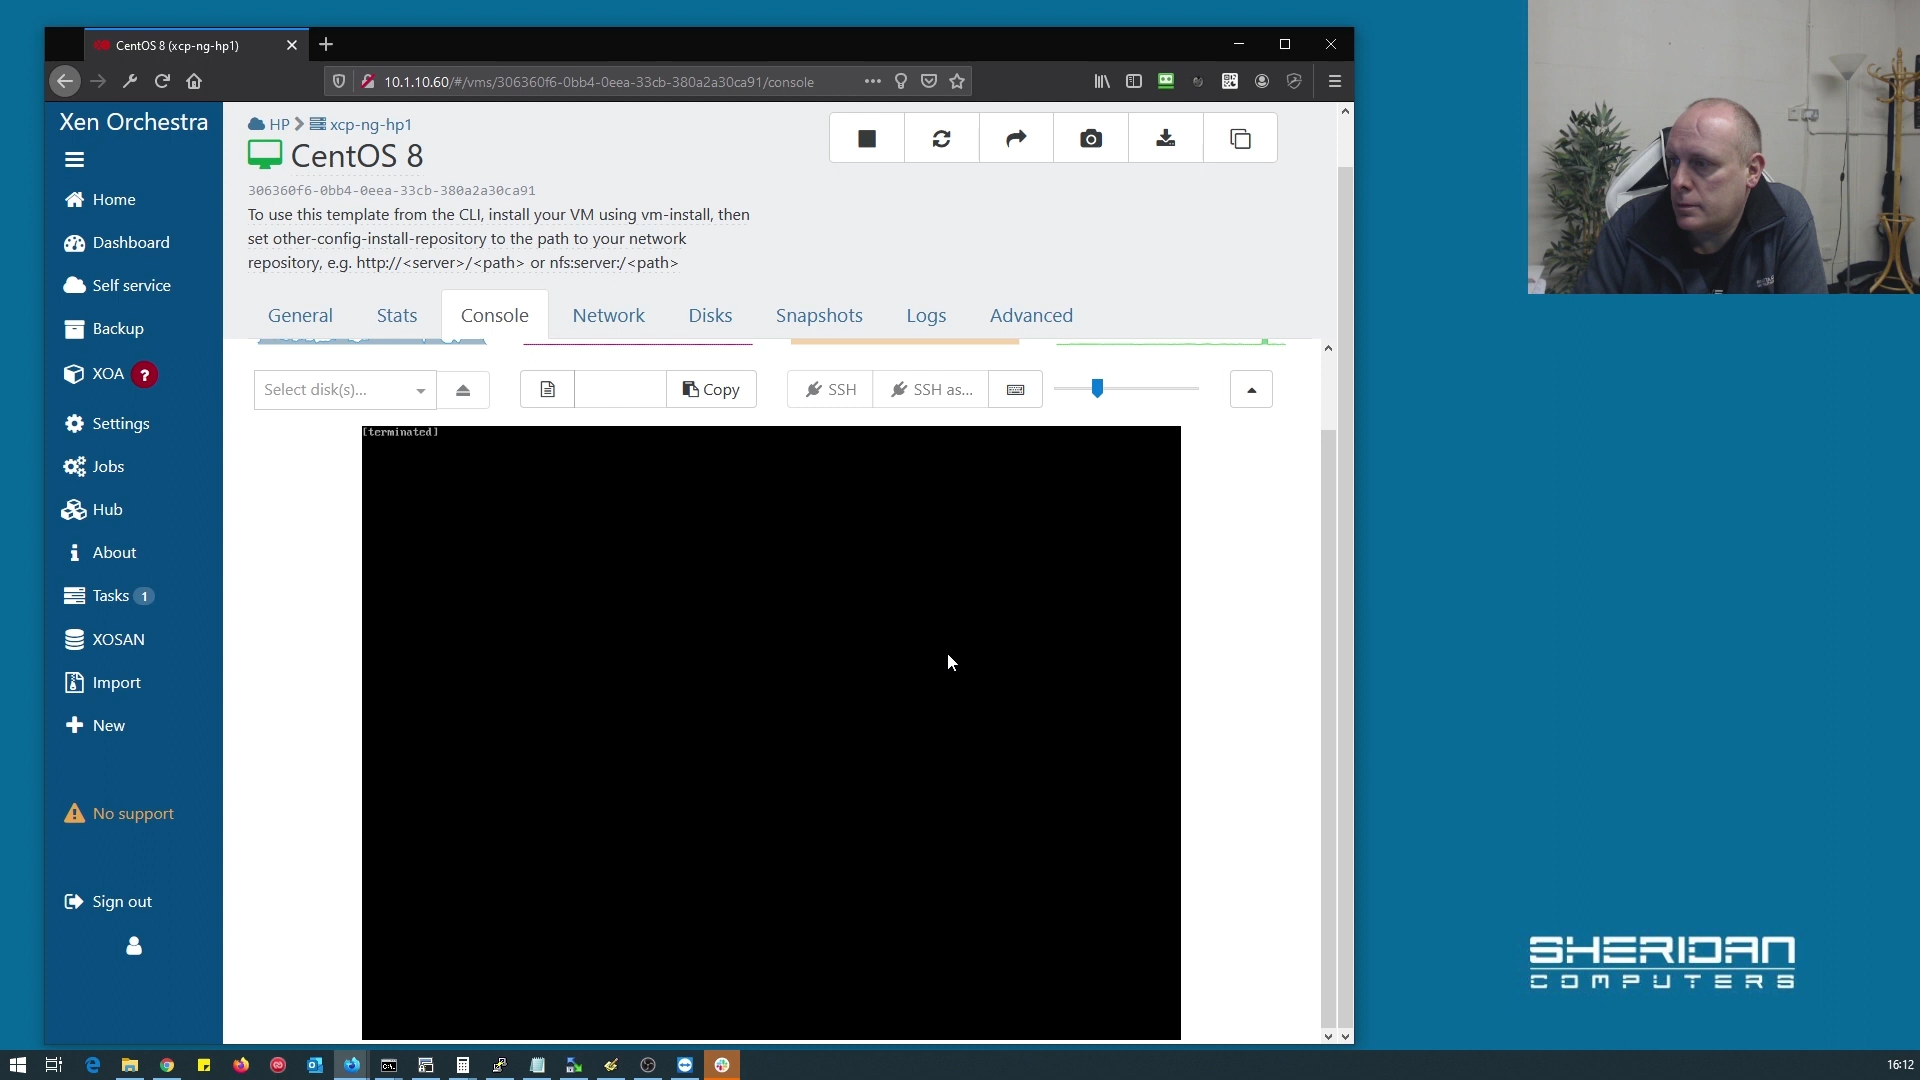 CentOS 8 (xcp-ng-hp1)
10.1.10.60/#/vms/306360f6-0bb4-0eea-33cb-380a2a30ca91/console
Xen Orchestra
Home
Dashboard
Self service
Backup
XOA ?
Settings
Jobs
Hub
About
Tasks 1
XOSAN
Import
New
No support
Sign out
HP xcp-ng-hp1
CentOS 8
306360f6-0bb4-0eea-33cb-380a2a30ca91
To use this template from the CLI, install your VM using vm-install, then
set other-config-install-repository to the path to your network
repository, e.g. http://<server>/<path> or nfs:server:/<path>
General Stats Console Network Disks Snapshots Logs Advanced
Select disk(s)... Copy SSH SSH as...
[terminated]
SHERIDAN
COMPUTERS
16:12